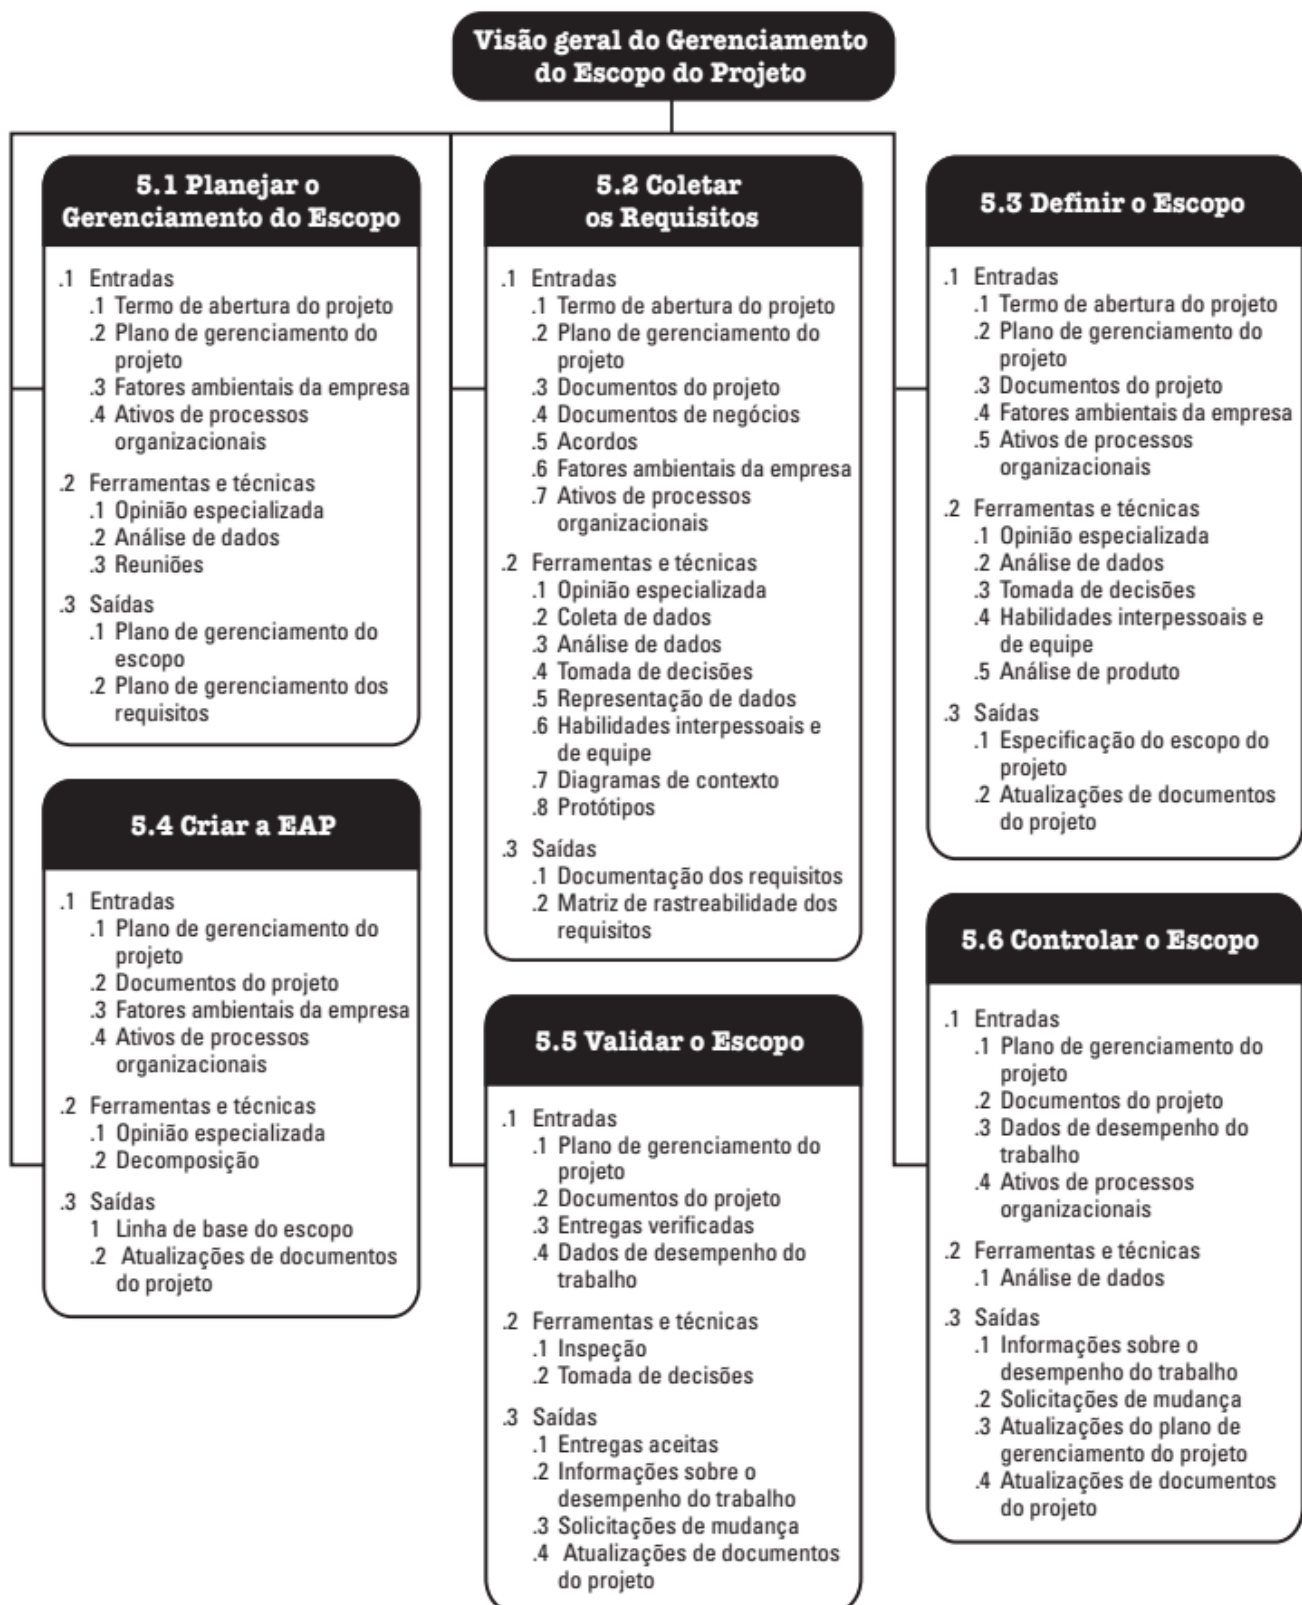 Visão geral do Gerenciamento
do Escopo do Projeto
5.1 Planejar o
Gerenciamento do Escopo
.1 Entradas
.1 Termo de abertura do projeto
.2 Plano de gerenciamento do
projeto
.3 Fatores ambientais da empresa
.4 Ativos de processos
organizacionais
.2 Ferramentas e técnicas
.1 Opinião especializada
.2 Análise de dados
.3 Reuniões
.3 Saídas
.1 Plano de gerenciamento do
escopo
.2 Plano de gerenciamento dos
requisitos
5.2 Coletar
os Requisitos
.1 Entradas
.1 Termo de abertura do projeto
.2 Plano de gerenciamento do
projeto
.3 Documentos do projeto
.4 Documentos de negócios
.5 Acordos
.6 Fatores ambientais da empresa
.7 Ativos de processos
organizacionais
.2 Ferramentas e técnicas
.1 Opinião especializada
.2 Coleta de dados
.3 Análise de dados
.4 Tomada de decisões
.5 Representação de dados
.6 Habilidades interpessoais e
de equipe
.7 Diagramas de contexto
.8 Protótipos
.3 Saídas
.1 Documentação dos requisitos
.2 Matriz de rastreabilidade dos
requisitos
5.3 Definir o Escopo
.1 Entradas
.1 Termo de abertura do projeto
.2 Plano de gerenciamento do
projeto
.3 Documentos do projeto
.4 Fatores ambientais da empresa
.5 Ativos de processos
organizacionais
.2 Ferramentas e técnicas
.1 Opinião especializada
.2 Análise de dados
.3 Tomada de decisões
.4 Habilidades interpessoais e
de equipe
.5 Análise de produto
.3 Saídas
.1 Especificação do escopo do
projeto
.2 Atualizações de documentos
do projeto
5.4 Criar a EAP
.1 Entradas
.1 Plano de gerenciamento do
projeto
.2 Documentos do projeto
.3 Fatores ambientais da empresa
.4 Ativos de processos
organizacionais
.2 Ferramentas e técnicas
.1 Opinião especializada
.2 Decomposição
.3 Saídas
1 Linha de base do escopo
.2 Atualizações de documentos
do projeto
5.5 Validar o Escopo
.1 Entradas
.1 Plano de gerenciamento do
projeto
.2 Documentos do projeto
.3 Entregas verificadas
.4 Dados de desempenho do
trabalho
.2 Ferramentas e técnicas
.1 Inspeção
.2 Tomada de decisões
.3 Saídas
.1 Entregas aceitas
.2 Informações sobre o
desempenho do trabalho
.3 Solicitações de mudança
.4 Atualizações de documentos
do projeto
5.6 Controlar o Escopo
.1 Entradas
.1 Plano de gerenciamento do
projeto
.2 Documentos do projeto
.3 Dados de desempenho do
trabalho
.4 Ativos de processos
organizacionais
.2 Ferramentas e técnicas
.1 Análise de dados
.3 Saídas
.1 Informações sobre o
desempenho do trabalho
.2 Solicitações de mudança
.3 Atualizações do plano de
gerenciamento do projeto
.4 Atualizações de documentos
do projeto